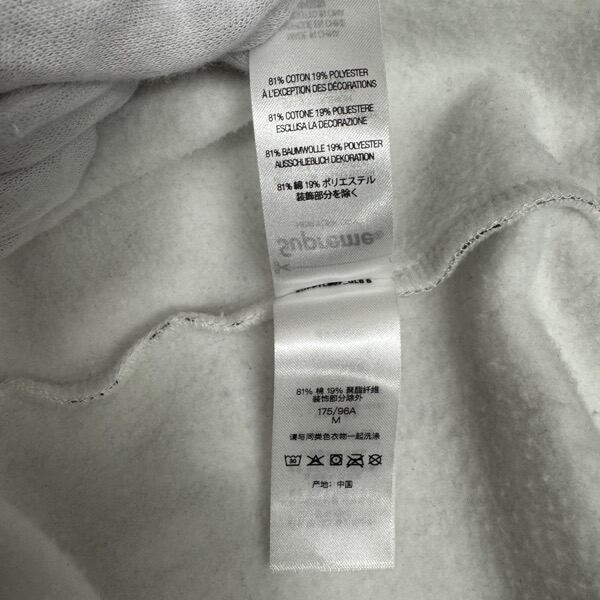 81% COTON 19% POLYESTER
À L'EXCEPTION DES DÉCORATIONS
81% COTONE 19% POLIESTERE
ESCLUSA LA DECORAZIONE
81% BAUMWOLLE 19% POLYESTER
AUSSCHLIEBLICH DEKORATION
81% 綿 19% ポリエステル
装飾部分を除く
Supreme®
81% 棉 19% 聚酯纤维
装饰部分除外
175/96A
M
请与同类色衣物一起洗涤
30
产地: 中国